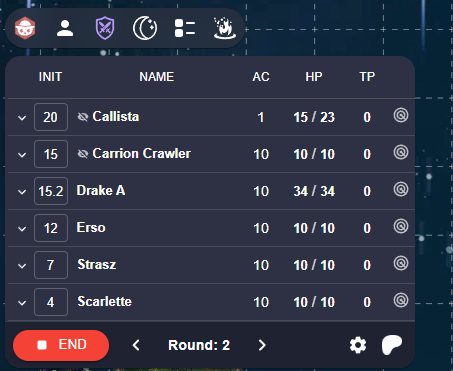 INIT NAME AC HP TP
20 Callista 1 15 / 23 0
15 Carrion Crawler 10 10 / 10 0
15.2 Drake A 10 34 / 34 0
12 Erso 10 10 / 10 0
7 Strasz 10 10 / 10 0
4 Scarlette 10 10 / 10 0
END Round: 2